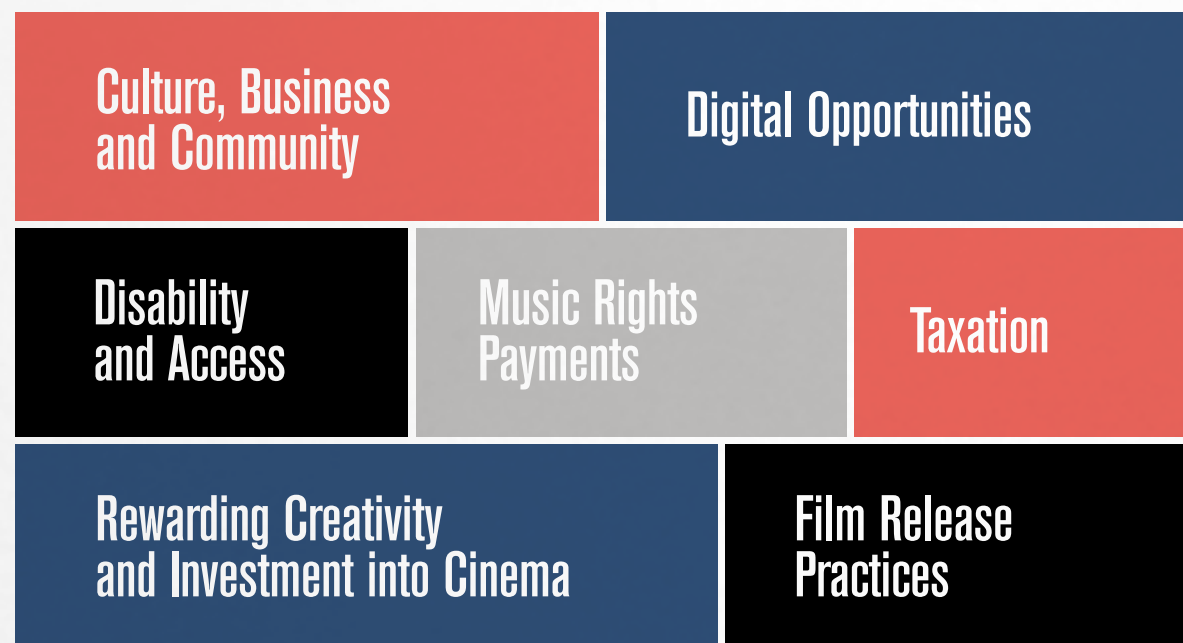 Culture, Business
and Community
Digital Opportunities
Disability
and Access
Music Rights
Payments
Taxation
Rewarding Creativity
and Investment into Cinema
Film Release
Practices